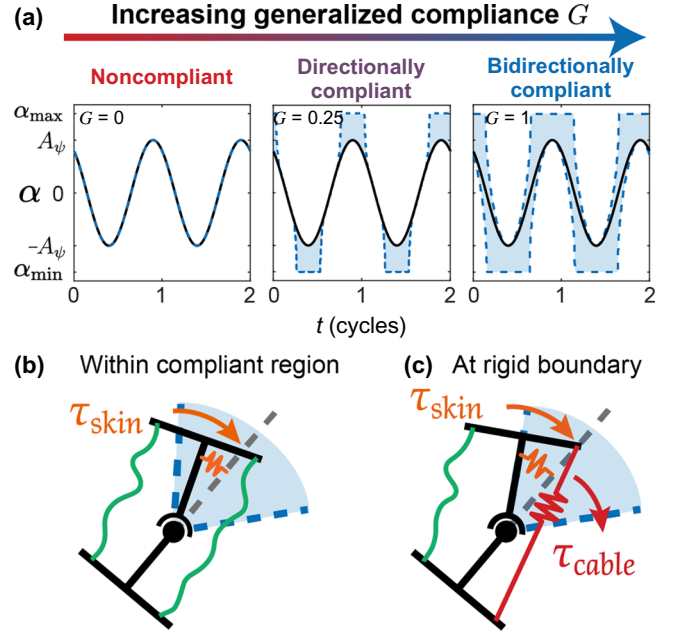 (a) Increasing generalized compliance G
Noncompliant
Directionally
compliant
Bidirectionally
compliant
α_max
A_ψ
α 0
–A_ψ
α_min
G = 0
G = 0.25
G = 1
0 1 2
0 1 2
0 1 2
t (cycles)
(b) Within compliant region
τ_skin
(c) At rigid boundary
τ_skin
τ_cable